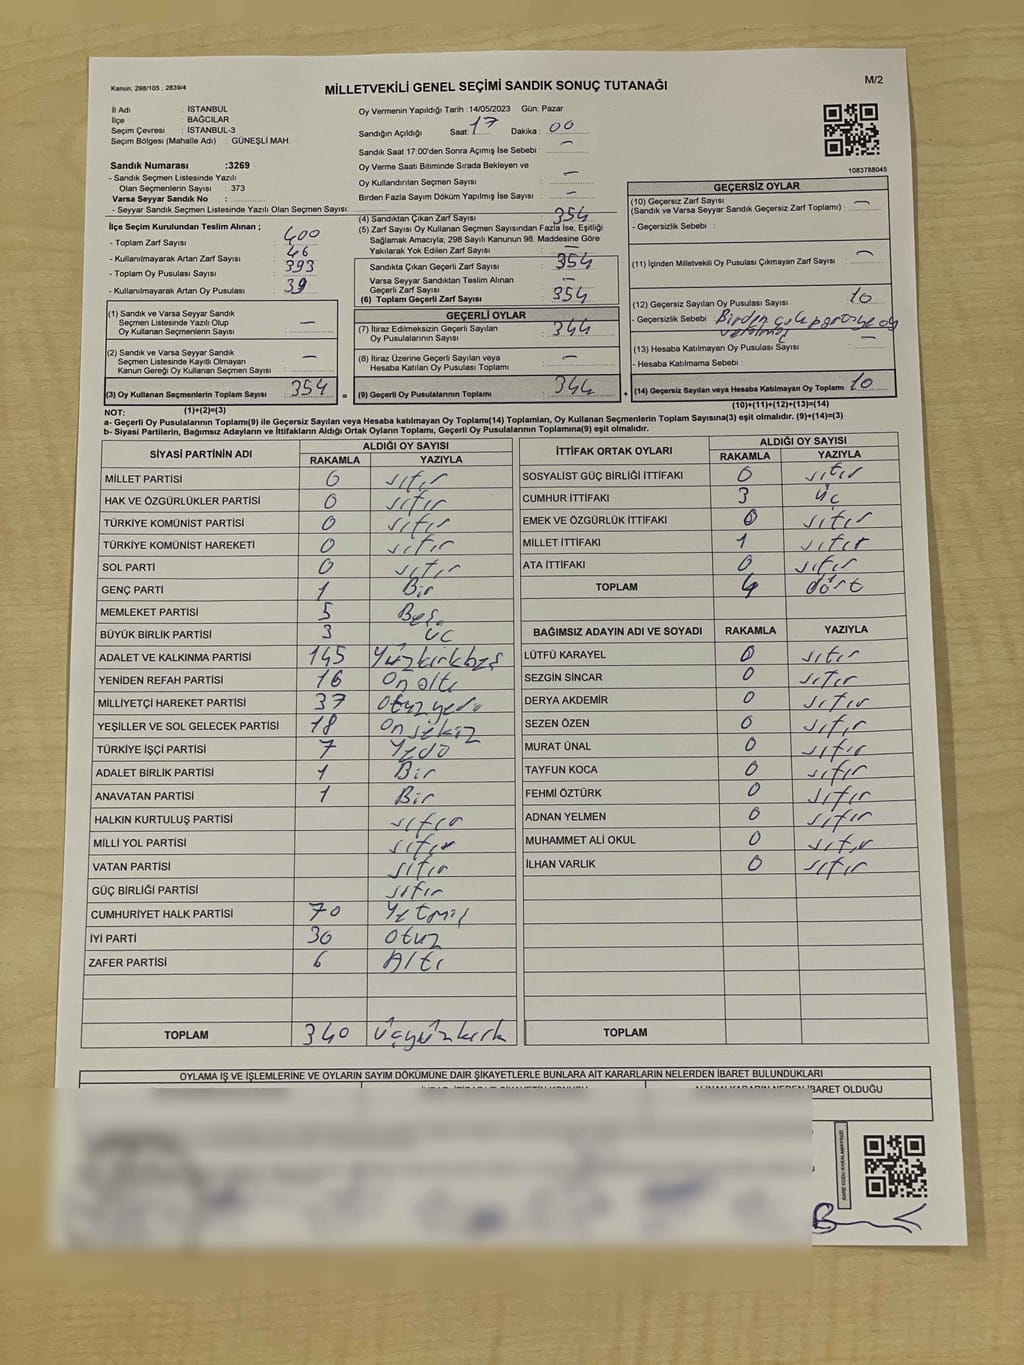 Kanun, 298/105 , 2839/4
MİLLETVEKİLİ GENEL SEÇİMİ SANDIK SONUÇ TUTANAĞI
M/2
İl Adı : İSTANBUL
İlçe : BAĞCILAR
Seçim Çevresi : İSTANBUL-3
Seçim Bölgesi (Mahalle Adı) : GÜNEŞLİ MAH.
Sandık Numarası :3269
- Sandık Seçmen Listesinde Yazılı
Olan Seçmenlerin Sayısı : 373
Varsa Seyyar Sandık No :
- Seyyar Sandık Seçmen Listesinde Yazılı Olan Seçmen Sayısı:
İlçe Seçim Kurulundan Teslim Alınan ;
- Toplam Zarf Sayısı : 400
- Kullanılmayarak Artan Zarf Sayısı : 46
- Toplam Oy Pusulası Sayısı : 393
- Kullanılmayarak Artan Oy Pusulası : 39
(1) Sandık ve Varsa Seyyar Sandık
Seçmen Listesinde Yazılı Olup
Oy Kullanan Seçmenlerin Sayısı : —
(2) Sandık ve Varsa Seyyar Sandık
Seçmen Listesinde Kayıtlı Olmayan
Kanun Gereği Oy Kullanan Seçmen Sayısı : —
(3) Oy Kullanan Seçmenlerin Toplam Sayısı : 354 =
(1)+(2)=(3)
Oy Vermenin Yapıldığı Tarih : 14/05/2023 Gün: Pazar
Sandığın Açıldığı Saat: 17 Dakika : 00
Sandık Saat 17:00'den Sonra Açımış İse Sebebi : —
Oy Verme Saati Bitiminde Sırada Bekleyen ve
Oy Kullandırılan Seçmen Sayısı : —
Birden Fazla Sayım Döküm Yapılmış İse Sayısı : —
(4) Sandıktan Çıkan Zarf Sayısı : 354
(5) Zarf Sayısı Oy Kullanan Seçmen Sayısından Fazla İse, Eşitliği
Sağlamak Amacıyla; 298 Sayılı Kanunun 98. Maddesine Göre
Yakılarak Yok Edilen Zarf Sayısı : —
Sandıkta Çıkan Geçerli Zarf Sayısı : 354
Varsa Seyyar Sandıktan Teslim Alınan
Geçerli Zarf Sayısı : —
(6) Toplam Geçerli Zarf Sayısı : 354
GEÇERLİ OYLAR
(7) İtiraz Edilmeksizin Geçerli Sayılan
Oy Pusulalarının Sayısı : 344
(8) İtiraz Üzerine Geçerli Sayılan veya
Hesaba Katılan Oy Pusulası Toplamı : —
(9) Geçerli Oy Pusulalarının Toplamı : 344 +
1083788045
GEÇERSİZ OYLAR
(10) Geçersiz Zarf Sayısı : —
(Sandık ve Varsa Seyyar Sandık Geçersiz Zarf Toplamı)
- Geçersizlik Sebebi :
(11) İçinden Milletvekili Oy Pusulası Çıkmayan Zarf Sayısı : —
(12) Geçersiz Sayılan Oy Pusulası Sayısı : 10
- Geçersizlik Sebebi : Birden çok partiye oy
(13) Hesaba Katılmayan Oy Pusulası Sayısı : —
- Hesaba Katılmama Sebebi :
(14) Geçersiz Sayılan veya Hesaba Katılmayan Oy Toplamı : 10
(10)+(11)+(12)+(13)=(14)
NOT:
a- Geçerli Oy Pusulalarının Toplamı(9) ile Geçersiz Sayılan veya Hesaba Katılmayan Oy Toplamı(14) Toplamları, Oy Kullanan Seçmenlerin Toplam Sayısına(3) eşit olmalıdır. (9)+(14)=(3)
b- Siyasi Partilerin, Bağımsız Adayların ve İttifakların Aldığı Ortak Oyların Toplamı, Geçerli Oy Pusulalarının Toplamına(9) eşit olmalıdır.
SİYASİ PARTİNİN ADI ALDIĞI OY SAYISI
RAKAMLA YAZIYLA
MİLLET PARTİSİ 0 sıfır
HAK VE ÖZGÜRLÜKLER PARTİSİ 0 sıfır
TÜRKİYE KOMÜNİST PARTİSİ 0 sıfır
TÜRKİYE KOMÜNİST HAREKETİ 0 sıfır
SOL PARTİ 0 sıfır
GENÇ PARTİ 1 Bir
MEMLEKET PARTİSİ 5 Beş
BÜYÜK BİRLİK PARTİSİ 3 üc
ADALET VE KALKINMA PARTİSİ 145 Yüzkırkbeş
YENİDEN REFAH PARTİSİ 16 On altı
MİLLİYETÇİ HAREKET PARTİSİ 37 Otuz yedi
YEŞİLLER VE SOL GELECEK PARTİSİ 18 On sekiz
TÜRKİYE İŞÇİ PARTİSİ 7 Yedi
ADALET BİRLİK PARTİSİ 1 Bir
ANAVATAN PARTİSİ 1 Bir
HALKIN KURTULUŞ PARTİSİ sıfır
MİLLİ YOL PARTİSİ sıfır
VATAN PARTİSİ sıfır
GÜÇ BİRLİĞİ PARTİSİ sıfır
CUMHURİYET HALK PARTİSİ 70 Yetmiş
İYİ PARTİ 30 Otuz
ZAFER PARTİSİ 6 Altı
TOPLAM 340 üçyüzkırk
İTTİFAK ORTAK OYLARI ALDIĞI OY SAYISI
RAKAMLA YAZIYLA
SOSYALİST GÜÇ BİRLİĞİ İTTİFAKI 0 sıfır
CUMHUR İTTİFAKI 3 üç
EMEK VE ÖZGÜRLÜK İTTİFAKI 0 sıfır
MİLLET İTTİFAKI 1 sıfır
ATA İTTİFAKI 0 sıfır
TOPLAM 4 dört
BAĞIMSIZ ADAYIN ADI VE SOYADI RAKAMLA YAZIYLA
LÜTFÜ KARAYEL 0 sıfır
SEZGİN SİNCAR 0 sıfır
DERYA AKDEMİR 0 sıfır
SEZEN ÖZEN 0 sıfır
MURAT ÜNAL 0 sıfır
TAYFUN KOCA 0 sıfır
FEHMİ ÖZTÜRK 0 sıfır
ADNAN YELMEN 0 sıfır
MUHAMMET ALİ OKUL 0 sıfır
İLHAN VARLIK 0 sıfır
TOPLAM
OYLAMA İŞ VE İŞLEMLERİNE VE OYLARIN SAYIM DÖKÜMÜNE DAİR ŞİKAYETLERLE BUNLARA AİT KARARLARIN NELERDEN İBARET BULUNDUKLARI
ALINAN KARARIN NEDEN İBARET OLDUĞU
KARE KODU KARALAMAYINIZ!